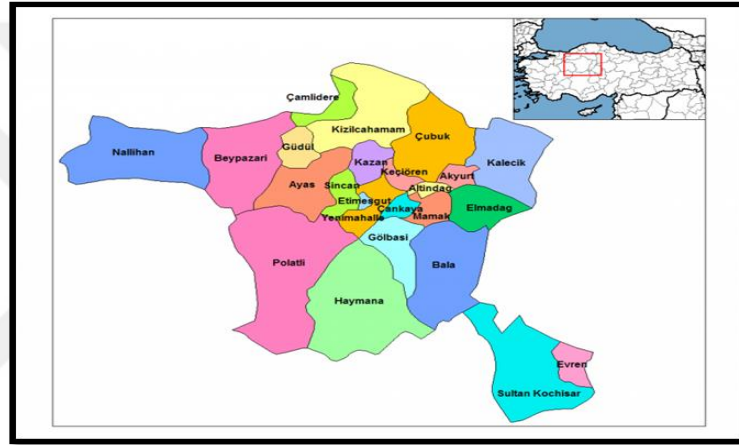 Çamlidere
Kizilcahamam
Çubuk
Nallihan
Beypazari
Güdül
Kazan
Keçiören
Kalecik
Ayas
Sincan
Akyurt
Altindag
Etimesgut
Çankaya
Elmadag
Yenimahalle
Mamak
Gölbasi
Polatli
Bala
Haymana
Evren
Sultan Kochisar